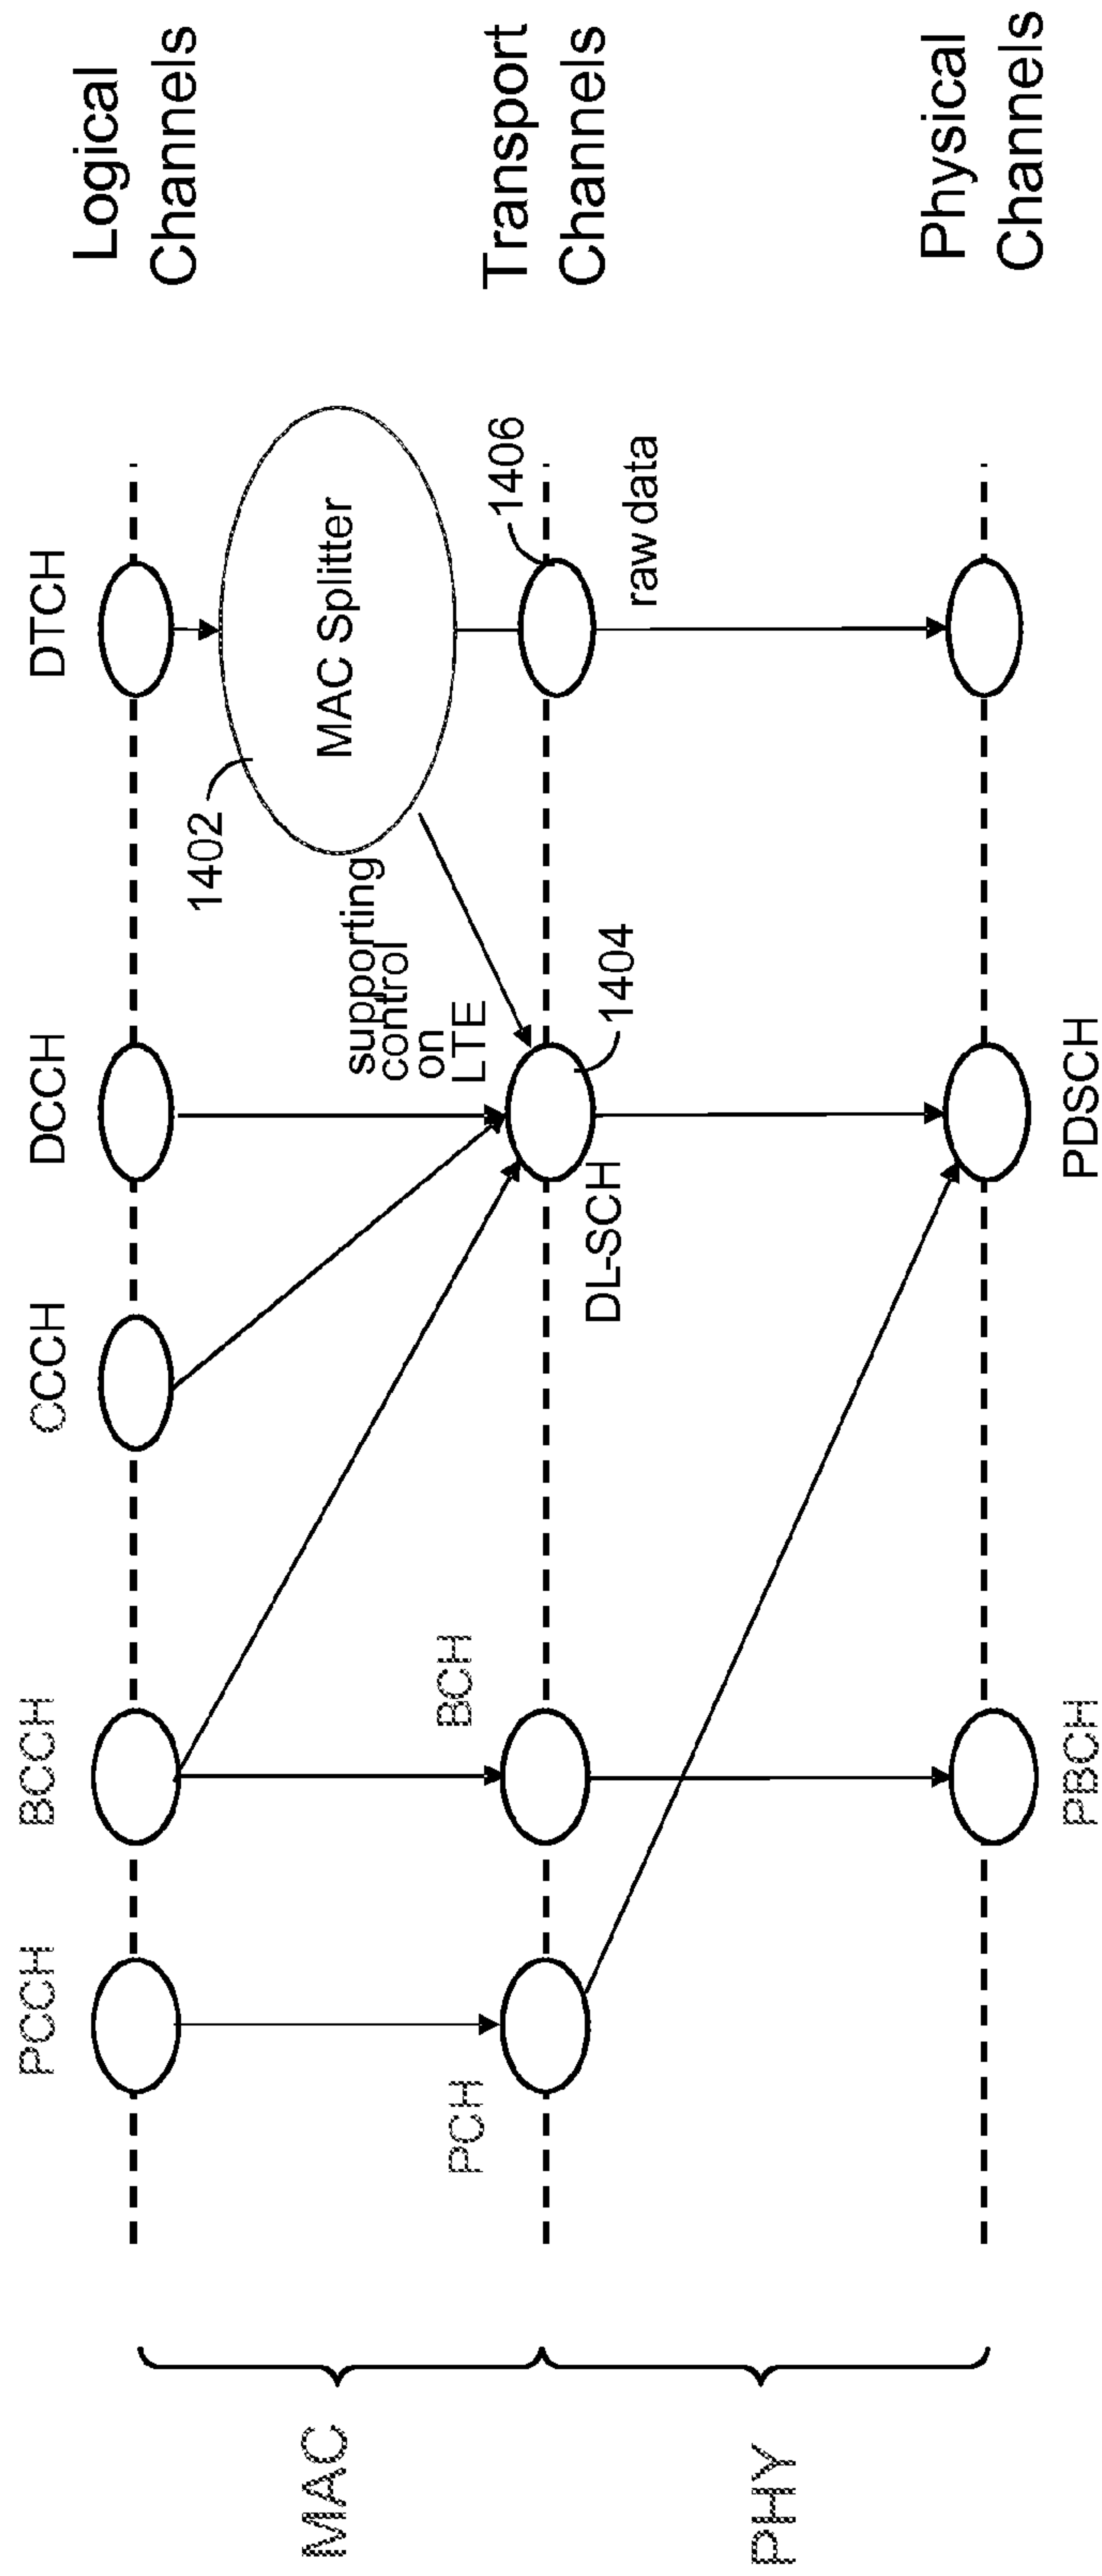 PCCH
BCCH
CCCH
DCCH
DTCH
Logical
Channels
MAC
1402
MAC Splitter
supporting
control
on
LTE
PCH
BCH
DL-SCH
1404
1406
raw data
Transport
Channels
PHY
PBCH
PDSCH
Physical
Channels